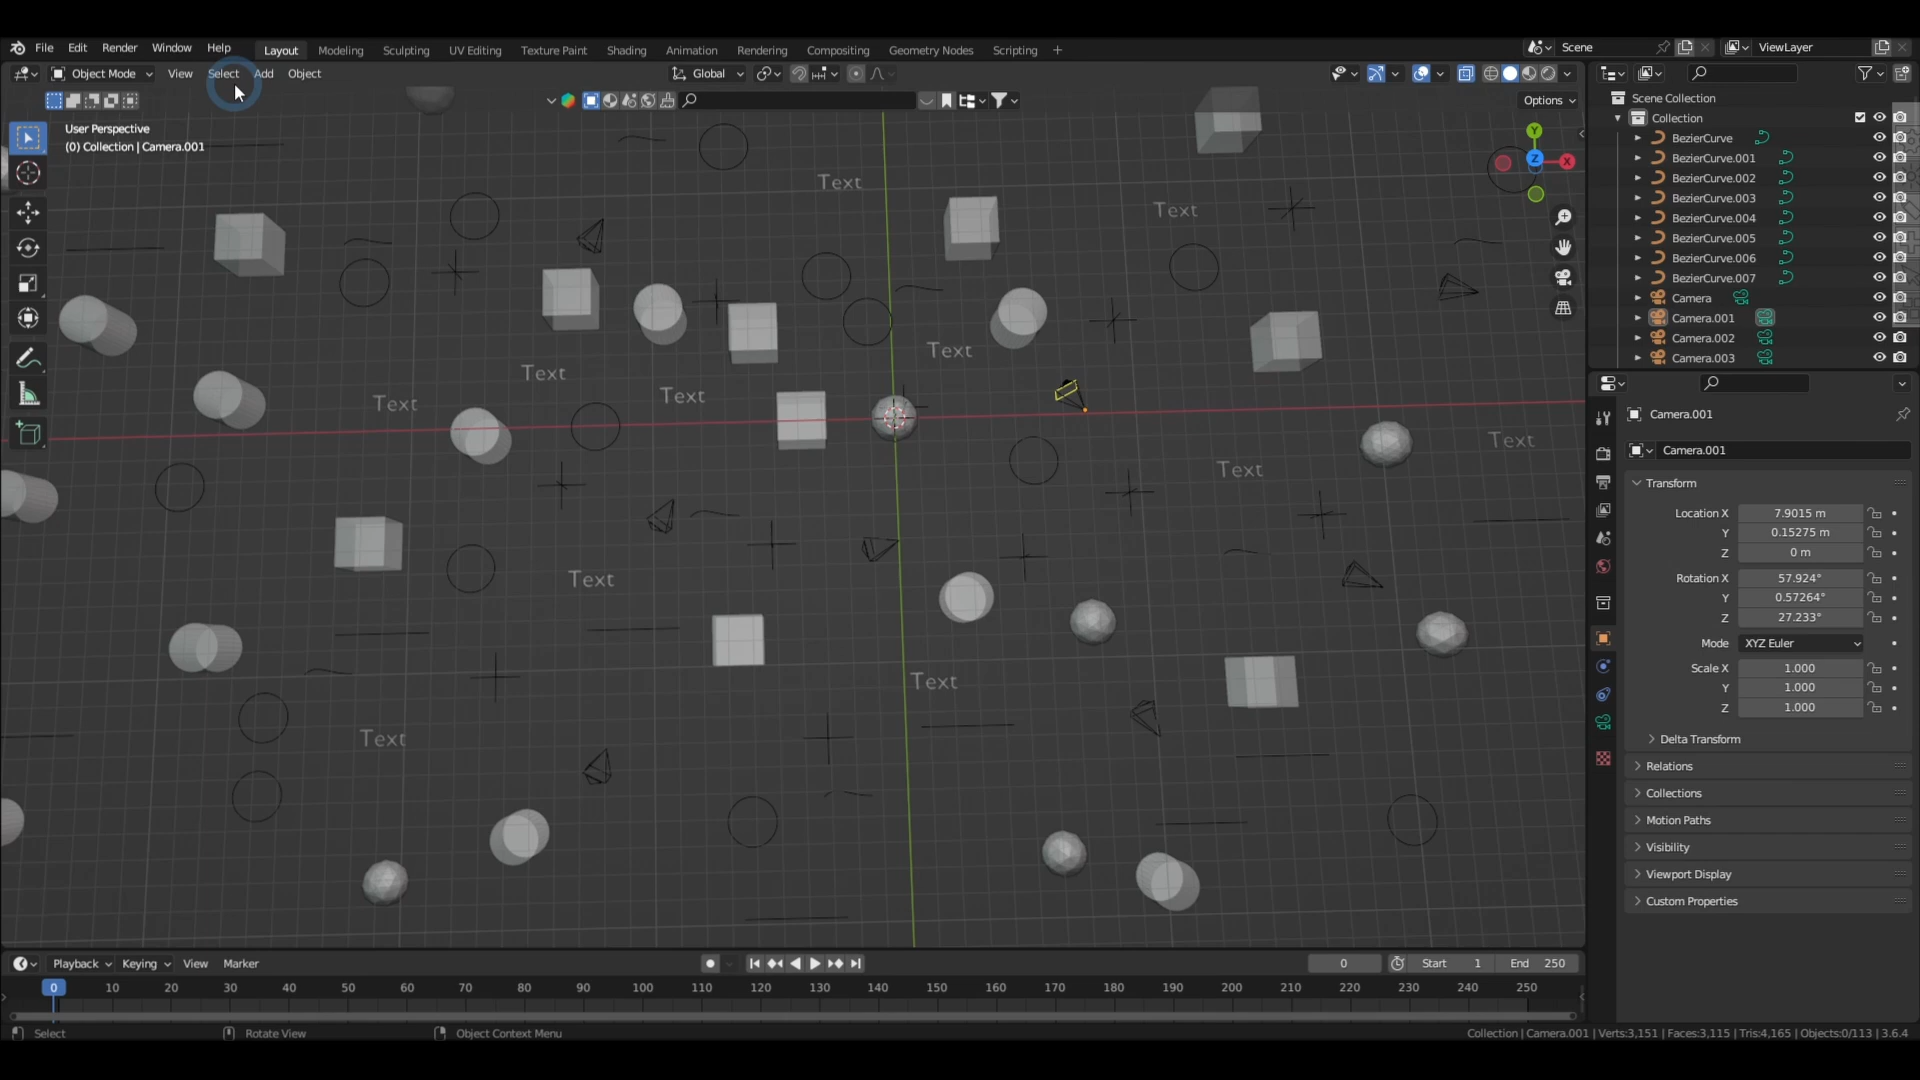 File Edit Render Window Help Layout Modeling Sculpting UV Editing Texture Paint Shading Animation Rendering Compositing Geometry Nodes Scripting + Scene ViewLayer
Object Mode View Select Add Object Global
Options
User Perspective
(0) Collection | Camera.001
Y
Z
X
Text
Text
Text
Text
Text
Text
Text
Text
Text
Text
Text
Scene Collection
Collection
BezierCurve
BezierCurve.001
BezierCurve.002
BezierCurve.003
BezierCurve.004
BezierCurve.005
BezierCurve.006
BezierCurve.007
Camera
Camera.001
Camera.002
Camera.003
Camera.001
Camera.001
Transform
Location X 7.9015 m
Y 0.15275 m
Z 0 m
Rotation X 57.924°
Y 0.57264°
Z 27.233°
Mode XYZ Euler
Scale X 1.000
Y 1.000
Z 1.000
Delta Transform
Relations
Collections
Motion Paths
Visibility
Viewport Display
Custom Properties
Playback Keying View Marker 0 Start 1 End 250
0 10 20 30 40 50 60 70 80 90 100 110 120 130 140 150 160 170 180 190 200 210 220 230 240 250
Select Rotate View Object Context Menu Collection | Camera.001 | Verts:3,151 | Faces:3,115 | Tris:4,165 | Objects:0/113 | 3.6.4